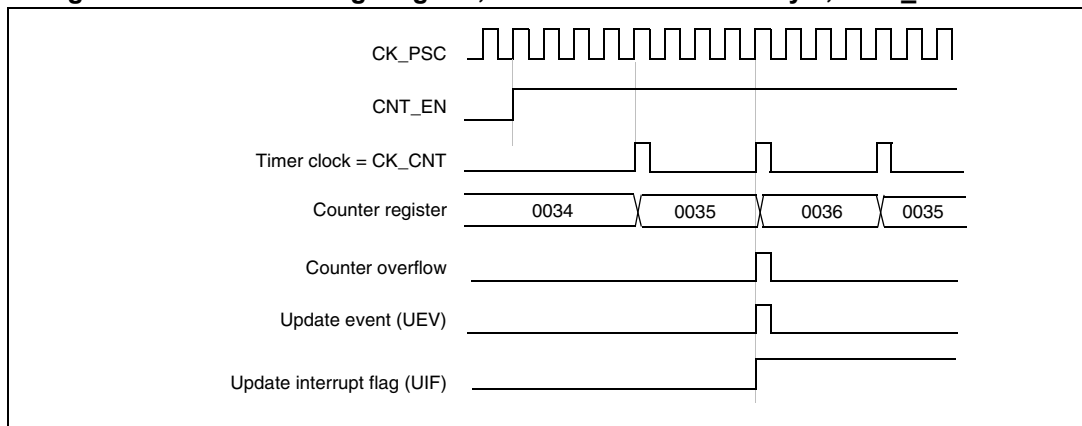 CK_PSC
CNT_EN
Timer clock = CK_CNT
Counter register 0034 0035 0036 0035
Counter overflow
Update event (UEV)
Update interrupt flag (UIF)